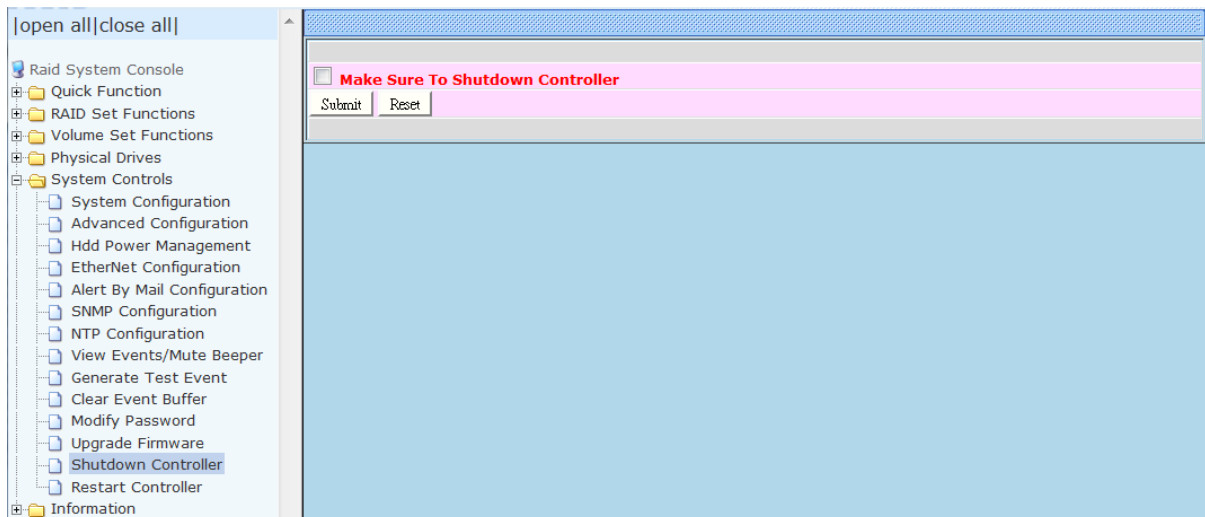 |open all|close all|
Raid System Console
Quick Function
RAID Set Functions
Volume Set Functions
Physical Drives
System Controls
System Configuration
Advanced Configuration
Hdd Power Management
EtherNet Configuration
Alert By Mail Configuration
SNMP Configuration
NTP Configuration
View Events/Mute Beeper
Generate Test Event
Clear Event Buffer
Modify Password
Upgrade Firmware
Shutdown Controller
Restart Controller
Information
Make Sure To Shutdown Controller
Submit Reset